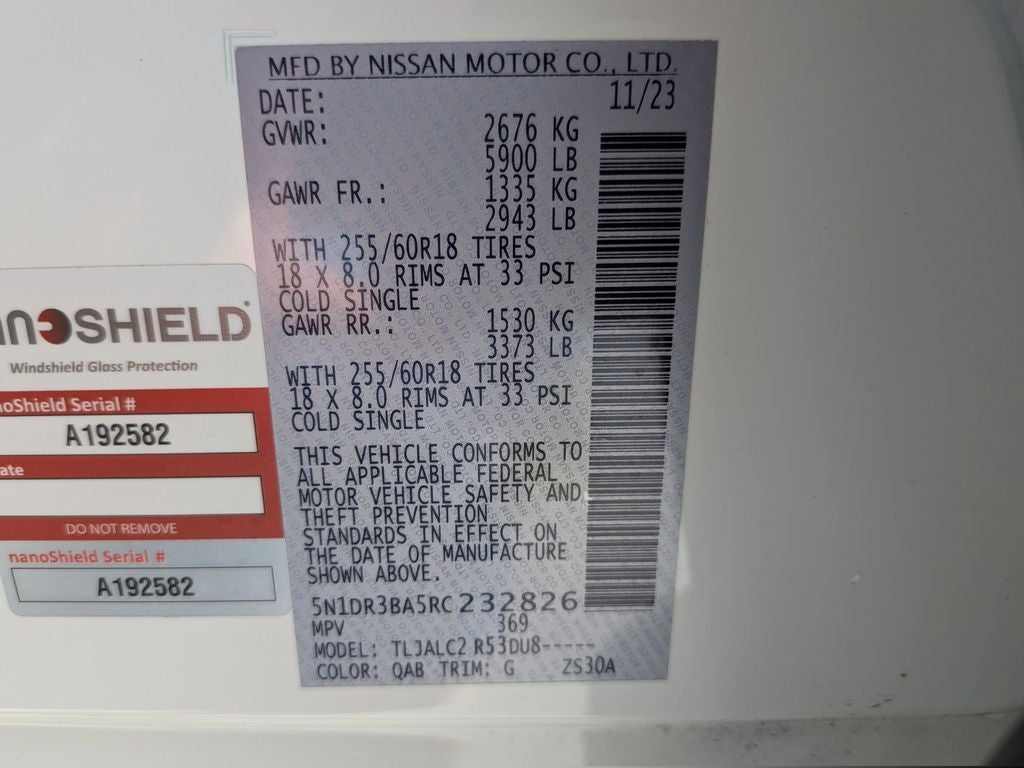 MFD BY NISSAN MOTOR CO., LTD.
DATE: 11/23
GVWR: 2676 KG
5900 LB
GAWR FR.: 1335 KG
2943 LB
WITH 255/60R18 TIRES
18 X 8.0 RIMS AT 33 PSI
COLD SINGLE
GAWR RR.: 1530 KG
3373 LB
WITH 255/60R18 TIRES
18 X 8.0 RIMS AT 33 PSI
COLD SINGLE
THIS VEHICLE CONFORMS TO
ALL APPLICABLE FEDERAL
MOTOR VEHICLE SAFETY AND
THEFT PREVENTION
STANDARDS IN EFFECT ON
THE DATE OF MANUFACTURE
SHOWN ABOVE.
5N1DR3BA5RC 232826
MPV 369
MODEL: TLJALC2 R53DU8-----
COLOR: QAB TRIM: G ZS30A
SHIELD®
Windshield Glass Protection
Shield Serial #
A192582
DO NOT REMOVE
nanoShield Serial #
A192582